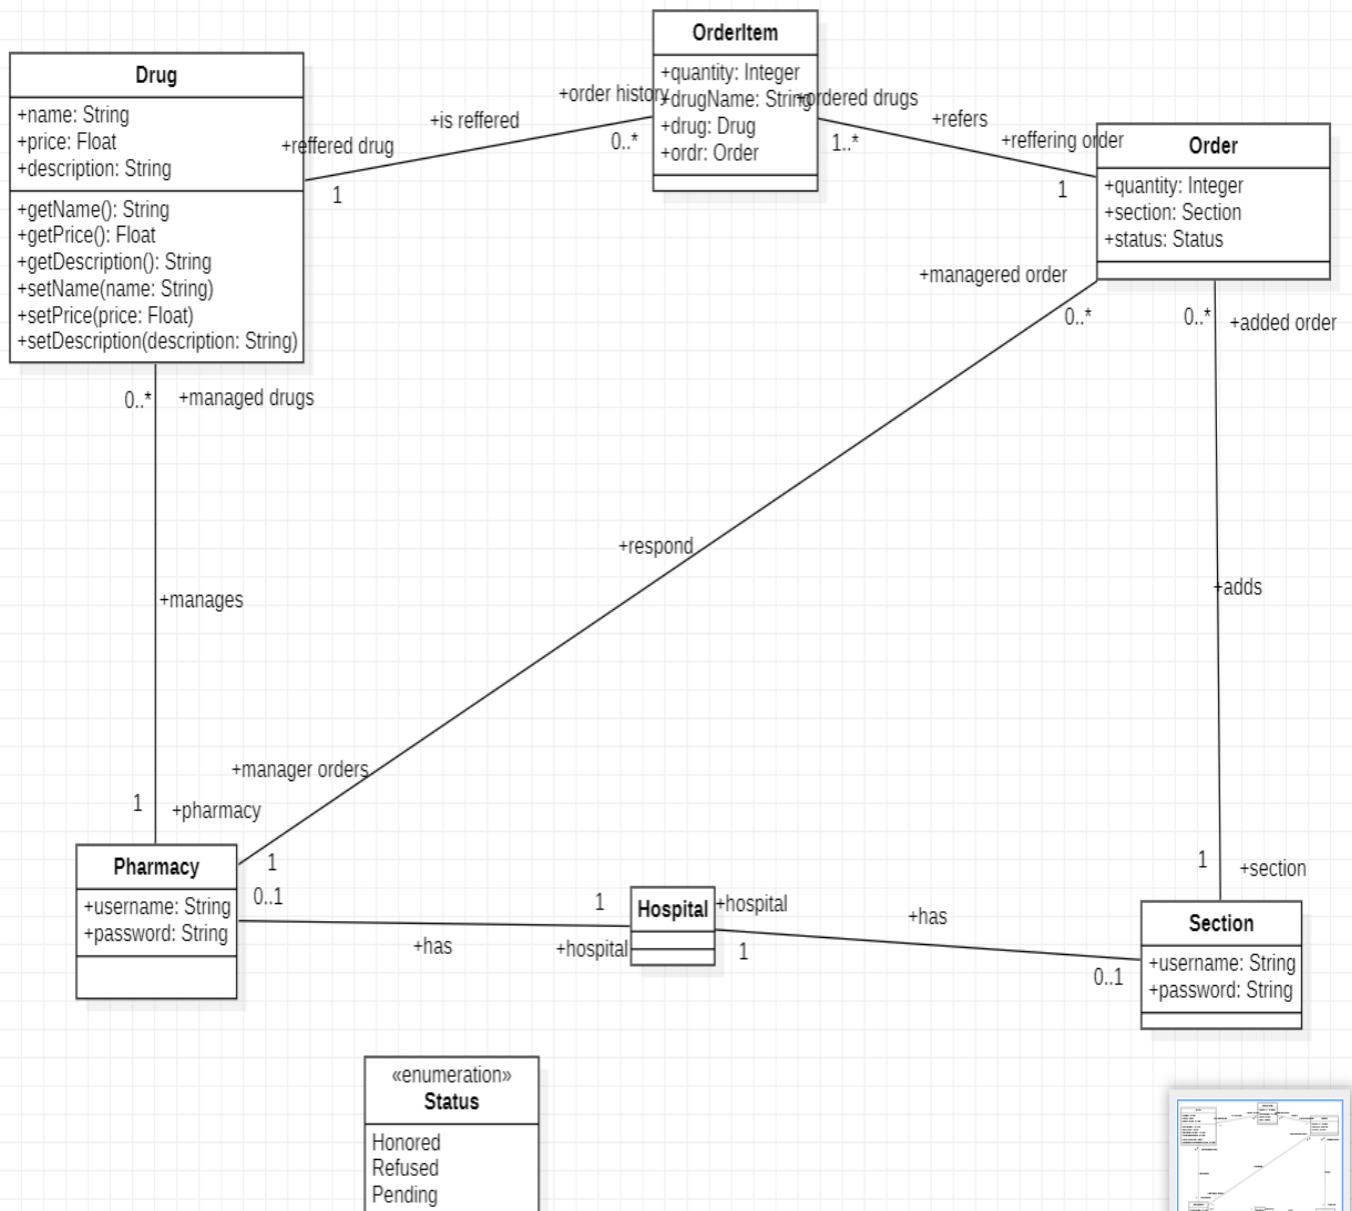 OrderItem
+quantity: Integer
+drugName: String
+drug: Drug
+ordr: Order
Drug
+name: String
+price: Float
+description: String
+getName(): String
+getPrice(): Float
+getDescription(): String
+setName(name: String)
+setPrice(price: Float)
+setDescription(description: String)
+reffered drug
1
+is reffered
+order history
0..*
+ordered drugs
1..*
+refers
+reffering order
1
Order
+quantity: Integer
+section: Section
+status: Status
+managered order
0..*
0..*
+added order
0..*
+managed drugs
+respond
+adds
+manages
+manager orders
1
+pharmacy
1
1
+section
Pharmacy
+username: String
+password: String
0..1
+has
1
+hospital
Hospital
+hospital
1
+has
0..1
Section
+username: String
+password: String
«enumeration»
Status
Honored
Refused
Pending